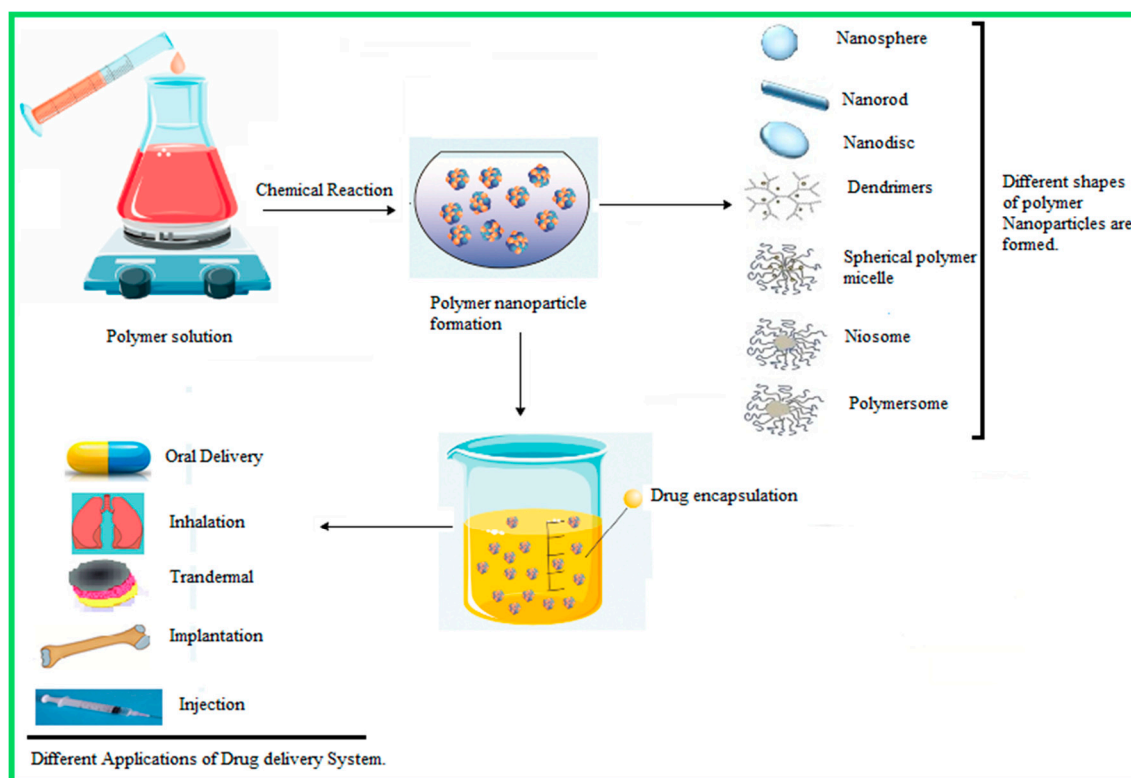 Polymer solution
Chemical Reaction
Polymer nanoparticle
formation
Nanosphere
Nanorod
Nanodisc
Dendrimers
Spherical polymer
micelle
Niosome
Polymersome
Different shapes
of polymer
Nanoparticles are
formed.
Drug encapsulation
Oral Delivery
Inhalation
Trandermal
Implantation
Injection
Different Applications of Drug delivery System.